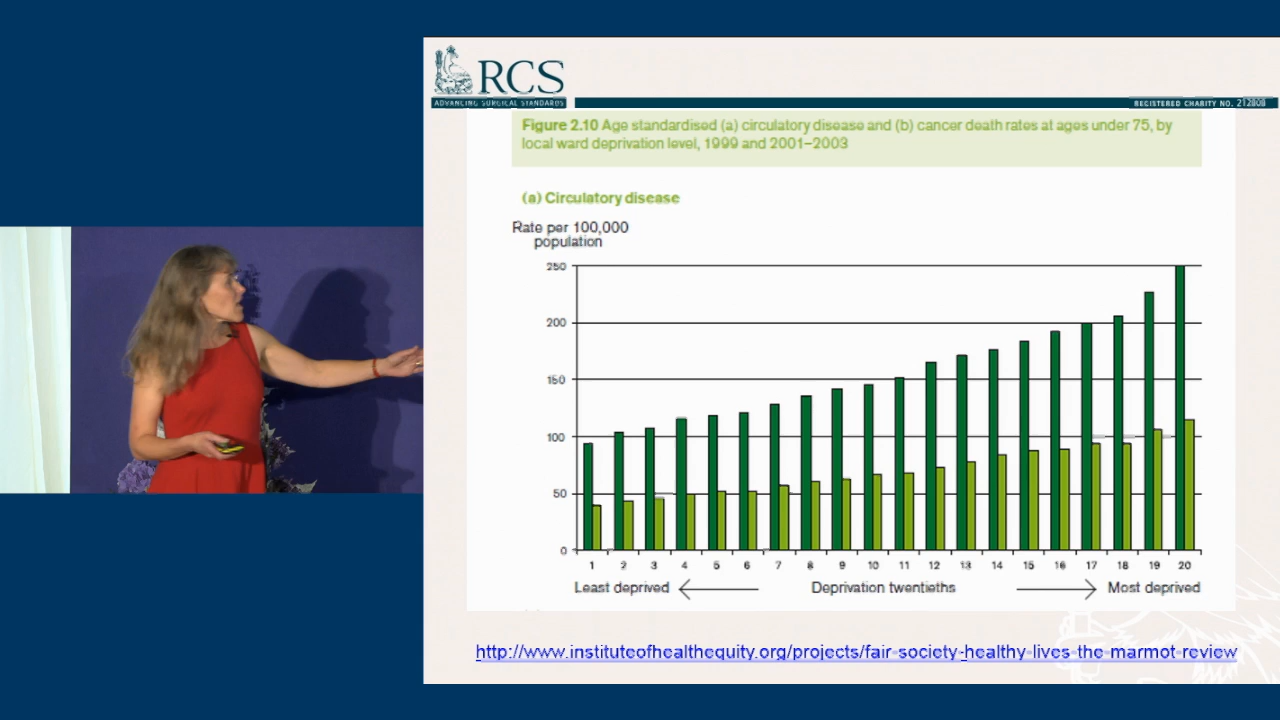 RCS
ADVANCING SURGICAL STANDARDS
REGISTERED CHARITY NO. 212808
Figure 2.10 Age standardised (a) circulatory disease and (b) cancer death rates at ages under 75, by
local ward deprivation level, 1999 and 2001–2003
(a) Circulatory disease
Rate per 100,000
population
250
200
150
100
50
0
1 2 3 4 5 6 7 8 9 10 11 12 13 14 15 16 17 18 19 20
Least deprived Deprivation twentieths Most deprived
http://www.instituteofhealthequity.org/projects/fair-society-healthy-lives-the-marmot-review